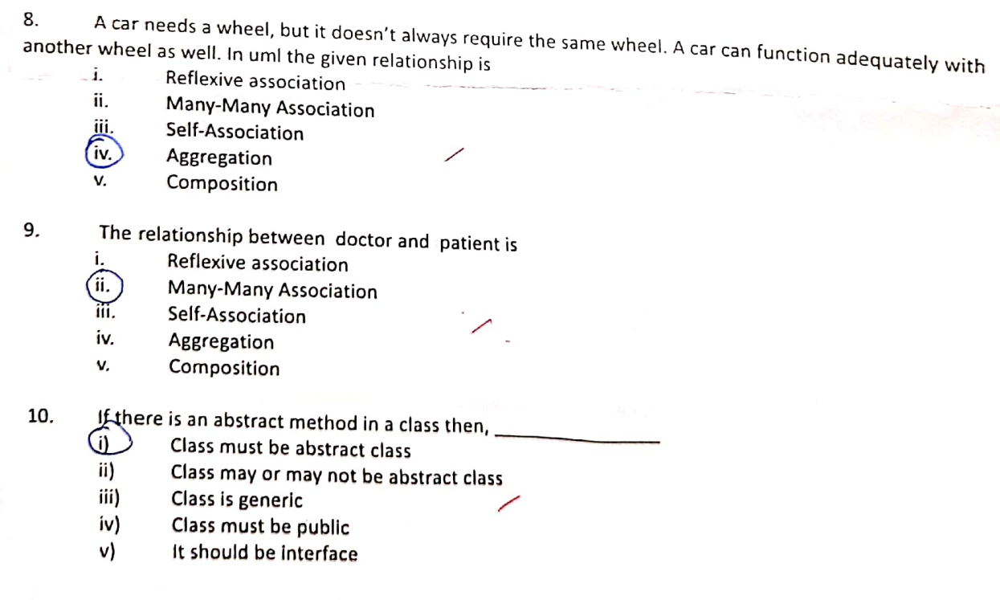 8. A car needs a wheel, but it doesn't always require the same wheel. A car can function adequately with
another wheel as well. In uml the given relationship is
i. Reflexive association
ii. Many-Many Association
iii. Self-Association
iv. Aggregation
v. Composition
9. The relationship between doctor and patient is
i. Reflexive association
ii. Many-Many Association
iii. Self-Association
iv. Aggregation
v. Composition
10. If there is an abstract method in a class then, ____________
i) Class must be abstract class
ii) Class may or may not be abstract class
iii) Class is generic
iv) Class must be public
v) It should be interface